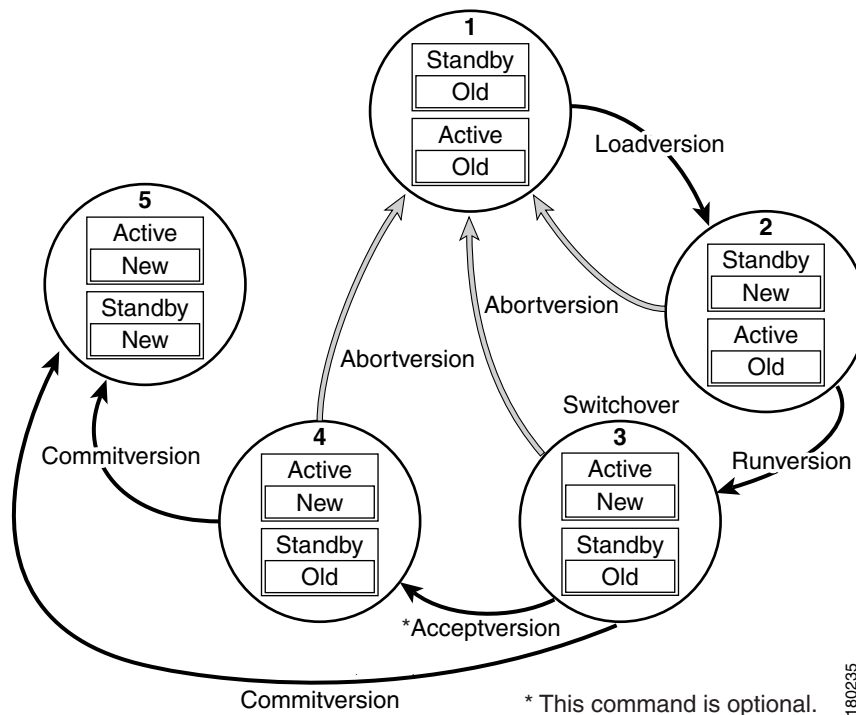 1
Standby
Old
Active
Old
Loadversion
5
Active
New
Standby
New
2
Standby
New
Active
Old
Abortversion
Abortversion
Switchover
Commitversion
4
Active
New
Standby
Old
3
Active
New
Standby
Old
Runversion
*Acceptversion
Commitversion
* This command is optional.
180235